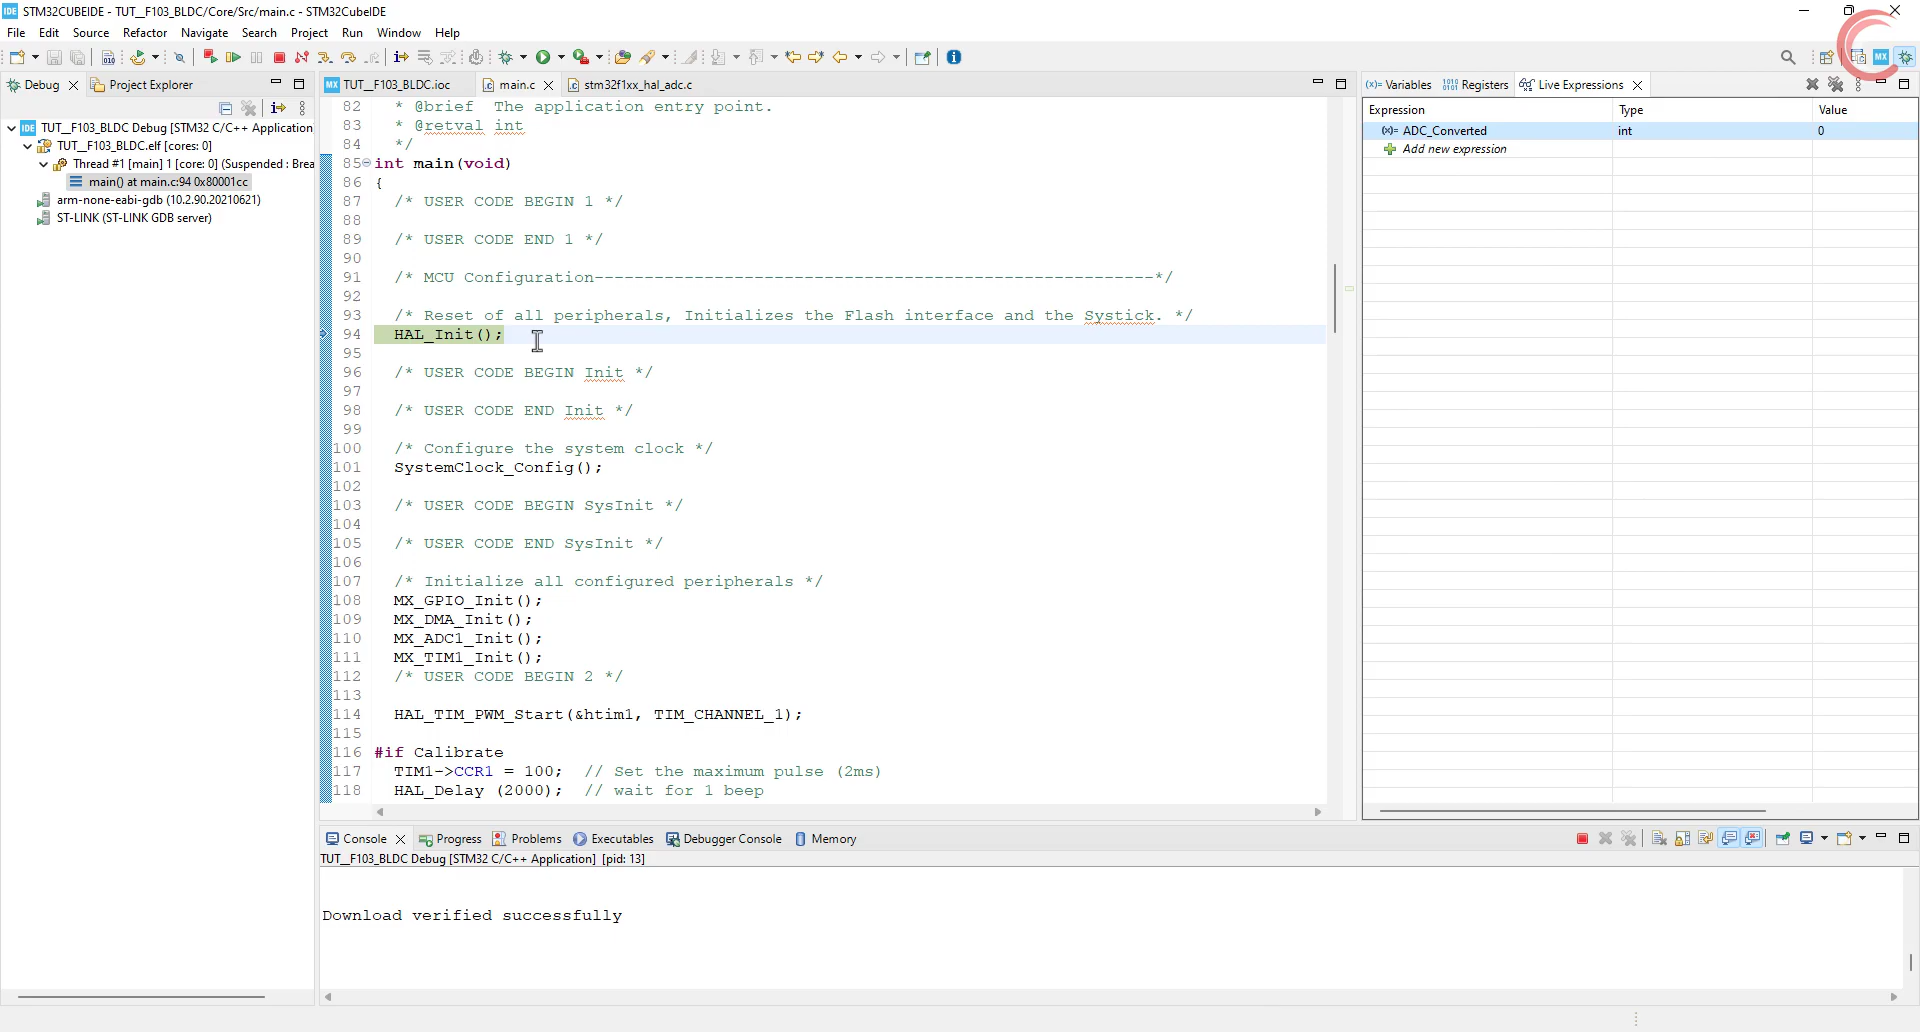 IDE STM32CUBEIDE - TUT__F103_BLDC/Core/Src/main.c - STM32CubeIDE
File Edit Source Refactor Navigate Search Project Run Window Help
Debug Project Explorer
TUT__F103_BLDC Debug [STM32 C/C++ Application]
TUT__F103_BLDC.elf [cores: 0]
Thread #1 [main] 1 [core: 0] (Suspended : Brea
main() at main.c:94 0x80001cc
arm-none-eabi-gdb (10.2.90.20210621)
ST-LINK (ST-LINK GDB server)
MX TUT__F103_BLDC.ioc main.c stm32f1xx_hal_adc.c
82 * @brief  The application entry point.
83 * @retval int
84 */
85 int main(void)
86 {
87 /* USER CODE BEGIN 1 */
88
89 /* USER CODE END 1 */
90
91 /* MCU Configuration--------------------------------------------------------*/
92
93 /* Reset of all peripherals, Initializes the Flash interface and the Systick. */
94 HAL_Init();
95
96 /* USER CODE BEGIN Init */
97
98 /* USER CODE END Init */
99
100 /* Configure the system clock */
101 SystemClock_Config();
102
103 /* USER CODE BEGIN SysInit */
104
105 /* USER CODE END SysInit */
106
107 /* Initialize all configured peripherals */
108 MX_GPIO_Init();
109 MX_DMA_Init();
110 MX_ADC1_Init();
111 MX_TIM1_Init();
112 /* USER CODE BEGIN 2 */
113
114 HAL_TIM_PWM_Start(&htim1, TIM_CHANNEL_1);
115
116 #if Calibrate
117 TIM1->CCR1 = 100;  // Set the maximum pulse (2ms)
118 HAL_Delay (2000);  // wait for 1 beep
(x)= Variables Registers Live Expressions
Expression Type Value
(x)= ADC_Converted int 0
Add new expression
Console Progress Problems Executables Debugger Console Memory
TUT__F103_BLDC Debug [STM32 C/C++ Application]  [pid: 13]
Download verified successfully